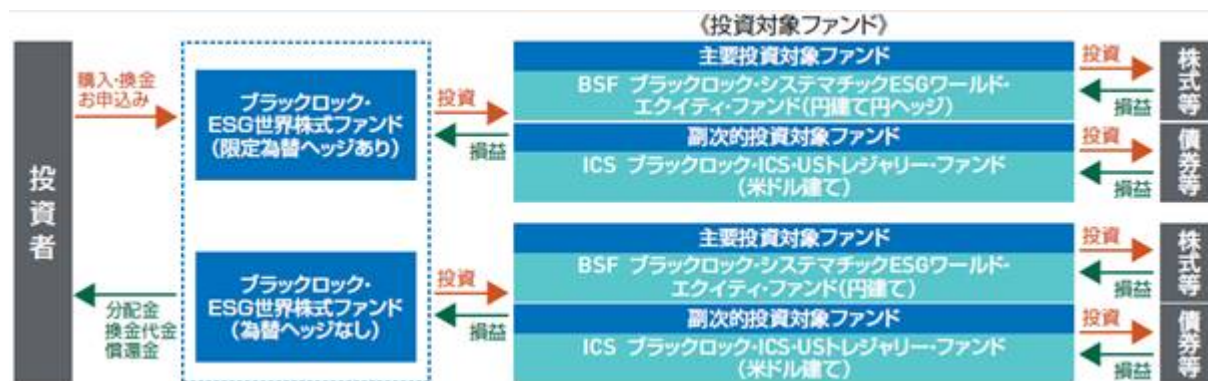 《投資対象ファンド》
投資者
購入・換金
お申込み
分配金
換金代金
償還金
ブラックロック・
ESG世界株式ファンド
(限定為替ヘッジあり)
投資
損益
主要投資対象ファンド
BSF ブラックロック・システマチックESGワールド・
エクイティ・ファンド(円建て円ヘッジ)
投資
損益
株式等
副次的投資対象ファンド
ICS ブラックロック・ICS・USトレジャリー・ファンド
(米ドル建て)
投資
損益
債券等
ブラックロック・
ESG世界株式ファンド
(為替ヘッジなし)
投資
損益
主要投資対象ファンド
BSF ブラックロック・システマチックESGワールド・
エクイティ・ファンド(円建て)
投資
損益
株式等
副次的投資対象ファンド
ICS ブラックロック・ICS・USトレジャリー・ファンド
(米ドル建て)
投資
損益
債券等